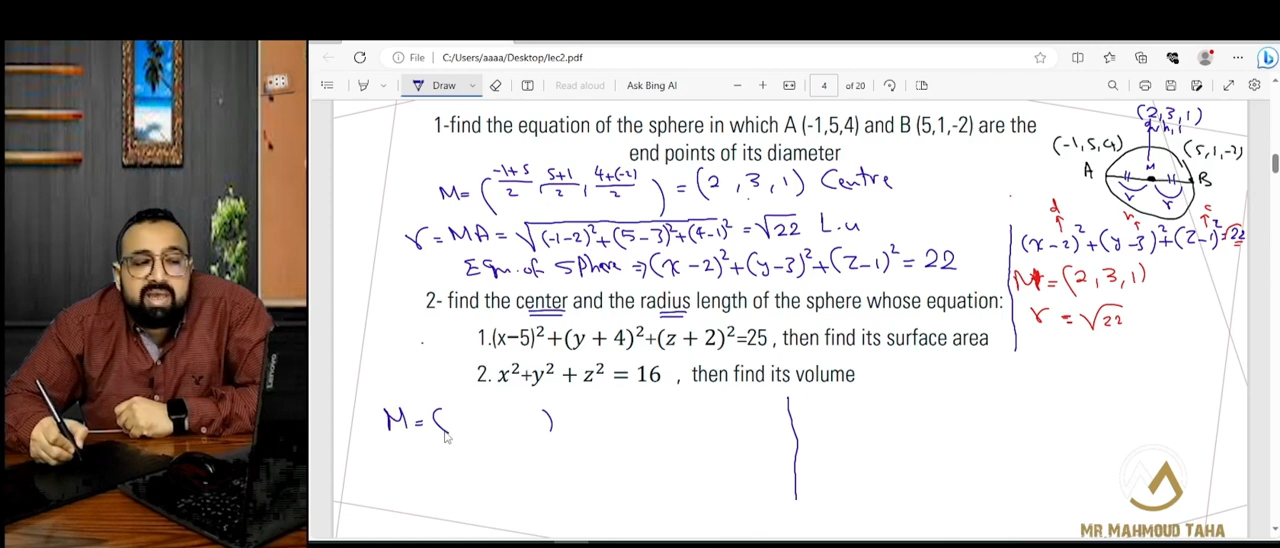 File C:/Users/aaaa/Desktop/lec2.pdf
Draw Read aloud Ask Bing AI 4 of 20
1-find the equation of the sphere in which A (-1,5,4) and B (5,1,-2) are the
end points of its diameter
M = ( -1+5/2 , 5+1/2 , 4+(-2)/2 ) = (2 , 3 , 1) Centre
r = MA = √(-1-2)²+(5-3)²+(4-1)² = √22 L.u
Equ. of Sphere ⇒ (x-2)²+(y-3)²+(z-1)² = 22
2- find the center and the radius length of the sphere whose equation:
1.(x−5)²+(y + 4)²+(z + 2)²=25 , then find its surface area
2. x²+y² + z² = 16 , then find its volume
M = ( )
(2,3,1)
(-1,5,4) (5,1,-2)
A M B
r r
(x-2)²+(y-3)²+(z-1)²=22
M = (2,3,1)
r = √22
Lenovo
MR.MAHMOUD TAHA